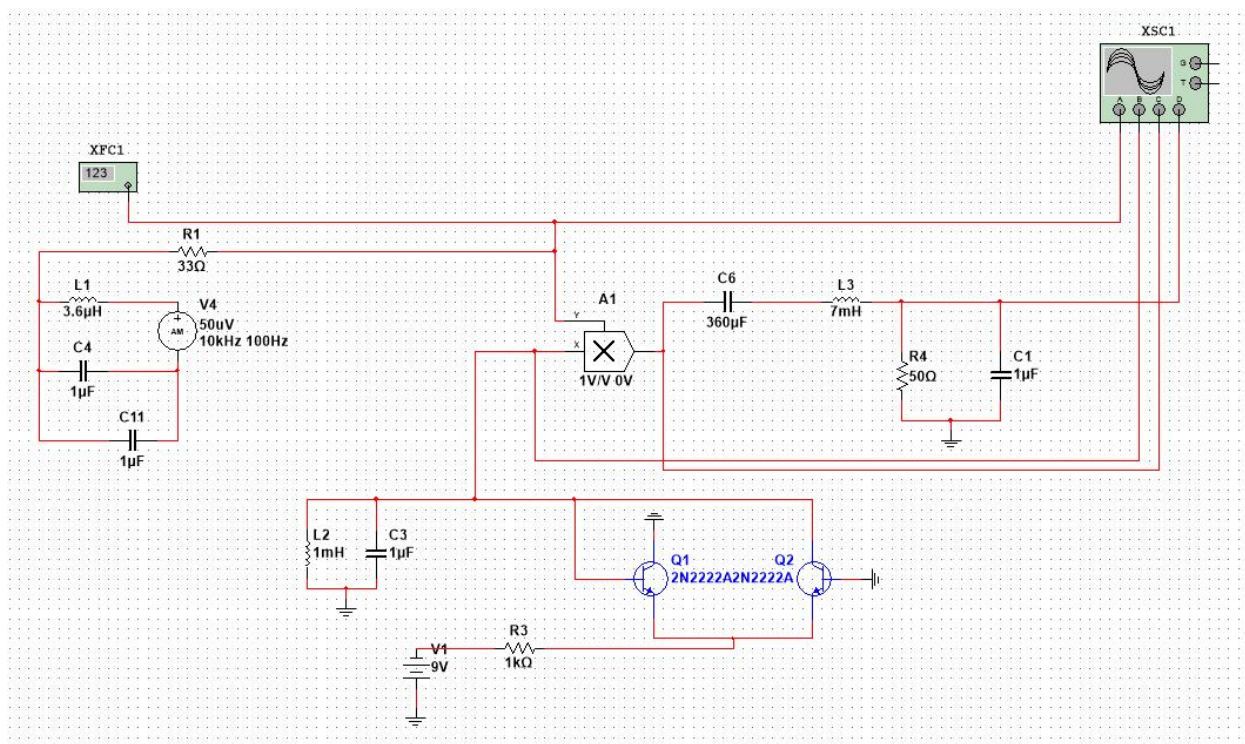 XSC1
G
T
A B C D
XFC1
123
R1
33Ω
L1
3.6µH
V4
50uV
10kHz 100Hz
AM
C4
1µF
C11
1µF
A1
Y
X
1V/V 0V
C6
360µF
L3
7mH
R4
50Ω
C1
1µF
L2
1mH
C3
1µF
Q1
2N2222A
Q2
2N2222A
R3
1kΩ
V1
9V